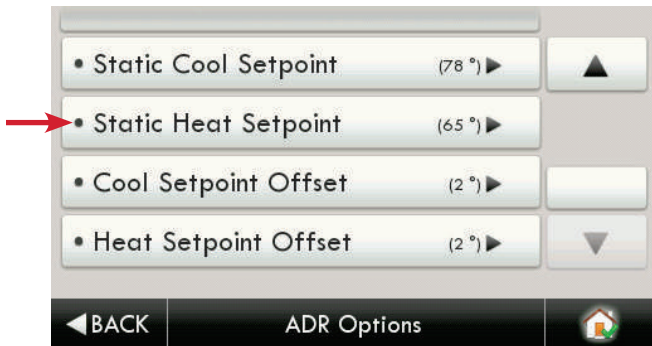 • Static Cool Setpoint (78 °) ▶
• Static Heat Setpoint (65 °) ▶
• Cool Setpoint Offset (2 °) ▶
• Heat Setpoint Offset (2 °) ▶
◀BACK ADR Options